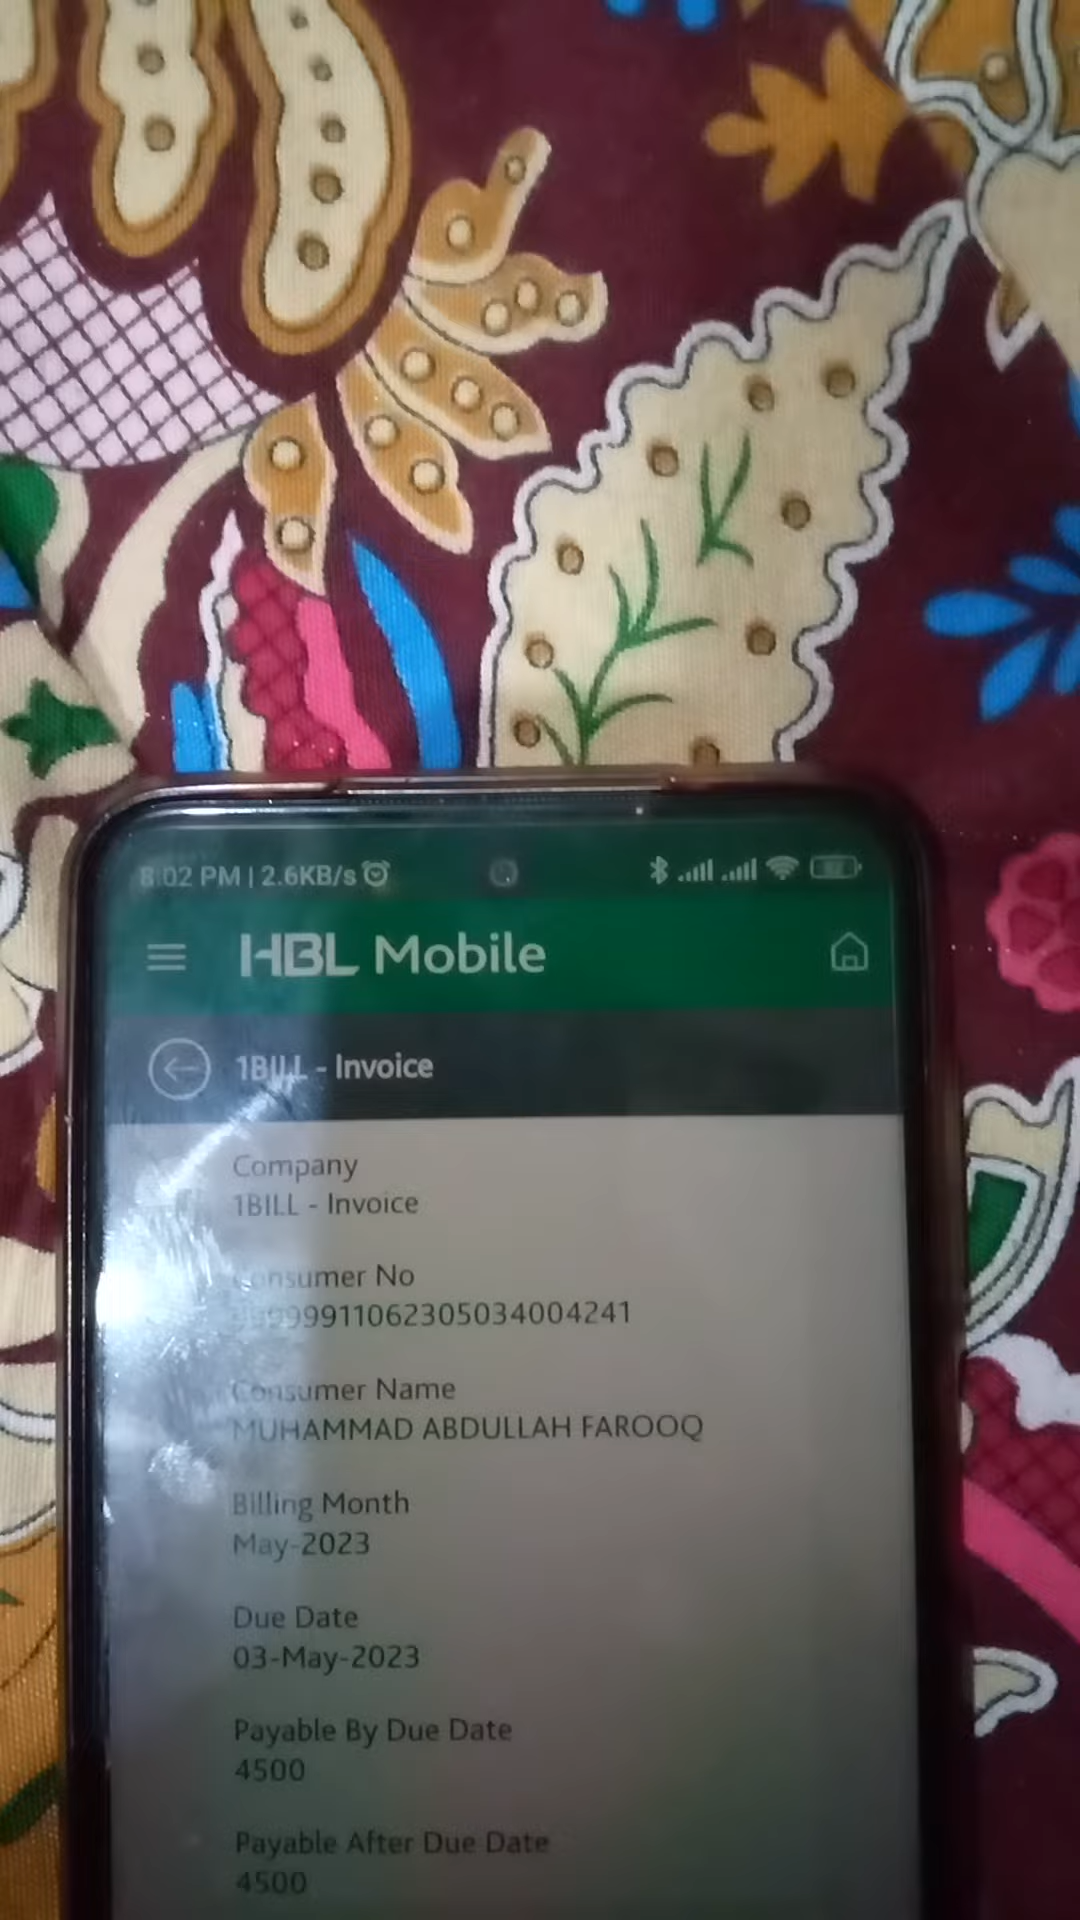 8:02 PM | 2.6KB/s
HBL Mobile
1BILL - Invoice
Company
1BILL - Invoice
Consumer No
Consumer Name
MUHAMMAD ABDULLAH FAROOQ
Billing Month
May-2023
Due Date
03-May-2023
Payable By Due Date
4500
Payable After Due Date
4500